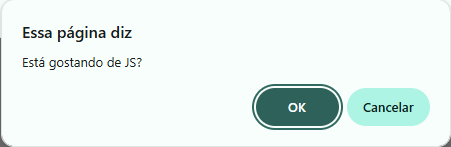 Essa página diz
Está gostando de JS?
OK
Cancelar